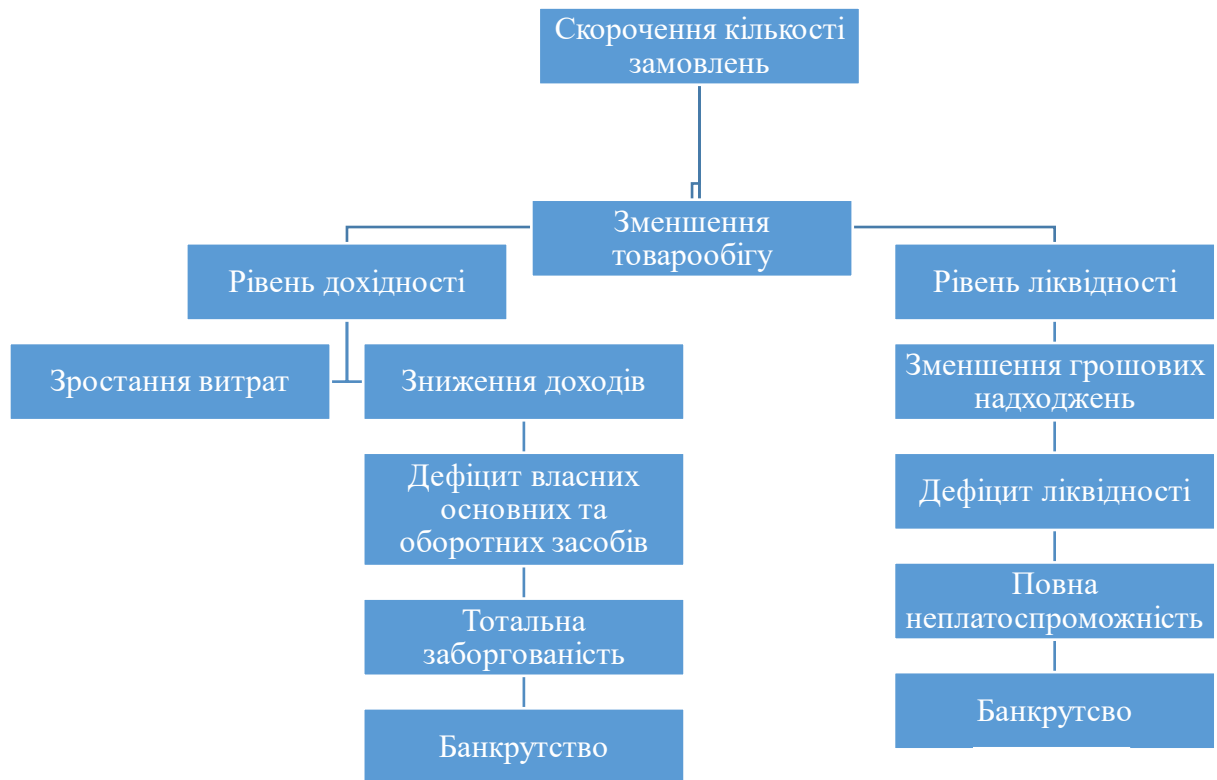 Скорочення кількості
замовлень
Зменшення
товарообігу
Рівень дохідності
Рівень ліквідності
Зростання витрат
Зниження доходів
Зменшення грошових
надходжень
Дефіцит власних
основних та
оборотних засобів
Дефіцит ліквідності
Тотальна
заборгованість
Повна
неплатоспроможність
Банкрутство
Банкрутсво